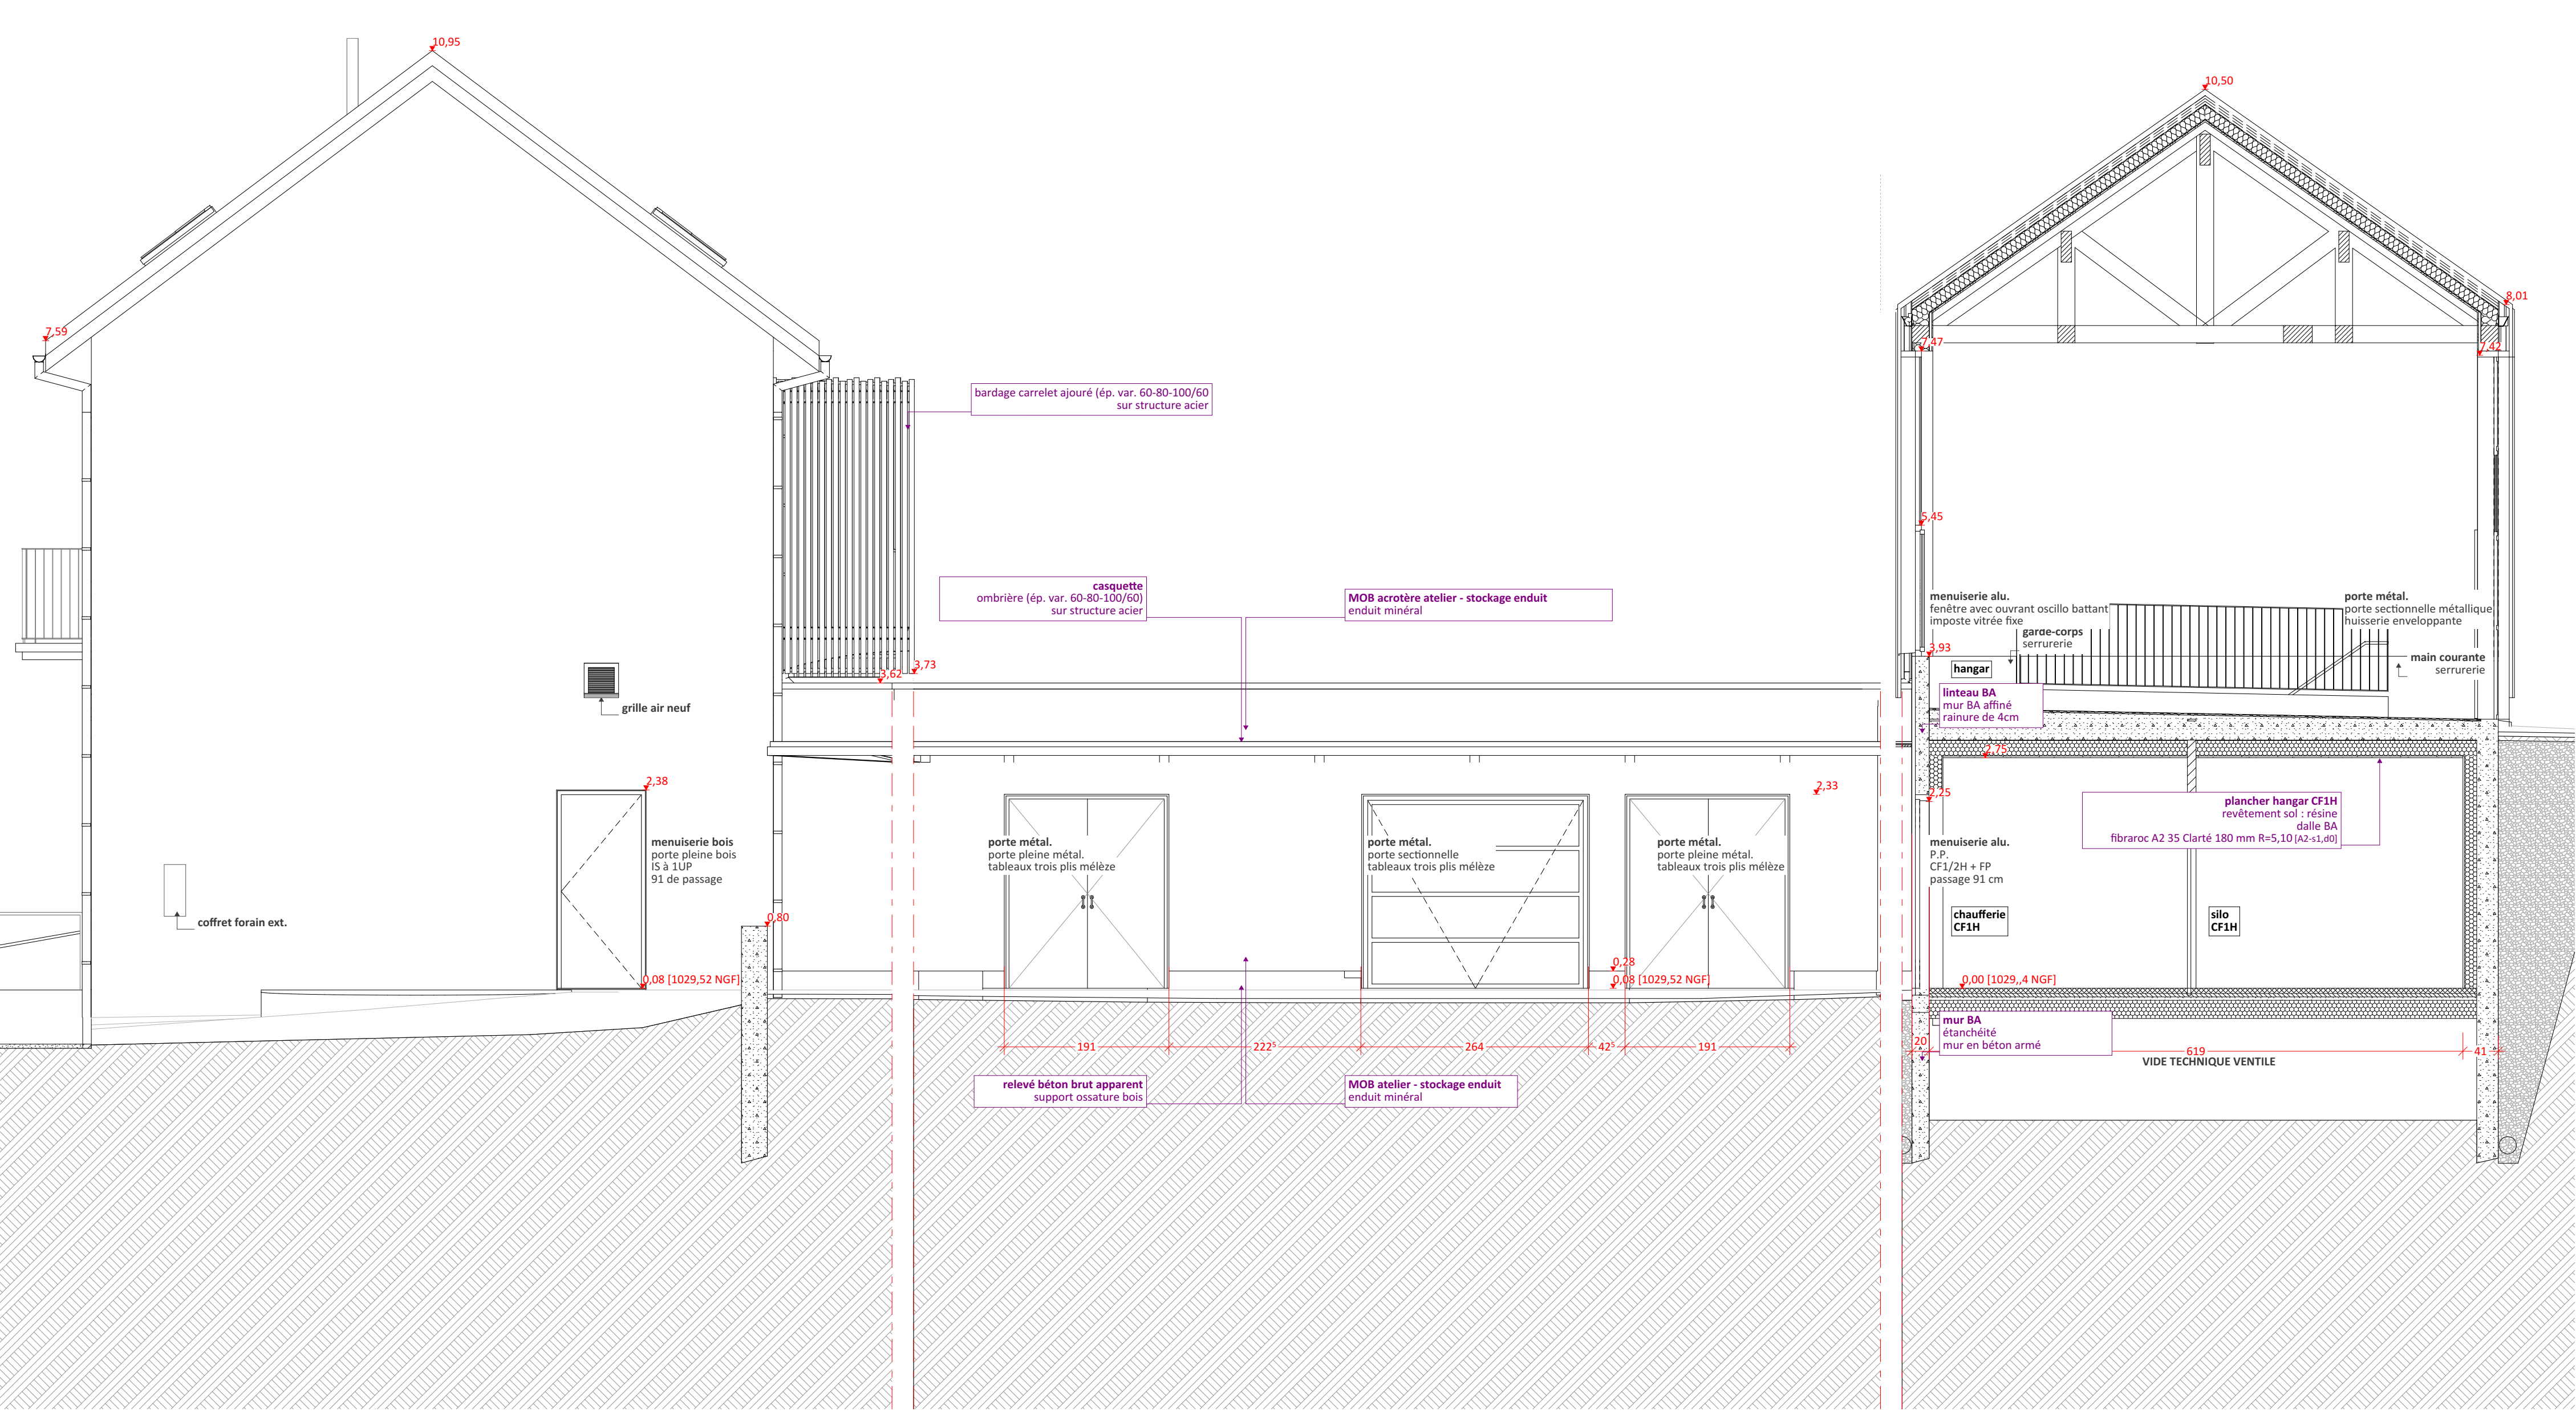 10,95
10,50
7,59
8,01
7,47
7,42
bardage carrelet ajouré (ép. var. 60-80-100/60
sur structure acier
5,45
casquette
ombrière (ép. var. 60-80-100/60)
sur structure acier
MOB acrotère atelier - stockage enduit
enduit minéral
menuiserie alu.
fenêtre avec ouvrant oscillo battant
imposte vitrée fixe
garde-corps
serrurerie
porte métal.
porte sectionnelle métallique
huisserie enveloppante
3,93
hangar
main courante
serrurerie
3,73
3,62
linteau BA
mur BA affiné
rainure de 4cm
grille air neuf
2,75
2,38
2,33
2,25
plancher hangar CF1H
revêtement sol : résine
dalle BA
fibraroc A2 35 Clarté 180 mm R=5,10 [A2-s1,d0]
menuiserie bois
porte pleine bois
IS à 1UP
91 de passage
porte métal.
porte pleine métal.
tableaux trois plis mélèze
porte métal.
porte sectionnelle
tableaux trois plis mélèze
porte métal.
porte pleine métal.
tableaux trois plis mélèze
menuiserie alu.
P.P.
CF1/2H + FP
passage 91 cm
coffret forain ext.
0,80
chaufferie
CF1H
silo
CF1H
0,28
0,08 [1029,52 NGF]
0,08 [1029,52 NGF]
0,00 [1029,,4 NGF]
mur BA
étanchéité
mur en béton armé
191
222⁵
264
42⁵
191
20
619
41
VIDE TECHNIQUE VENTILE
relevé béton brut apparent
support ossature bois
MOB atelier - stockage enduit
enduit minéral